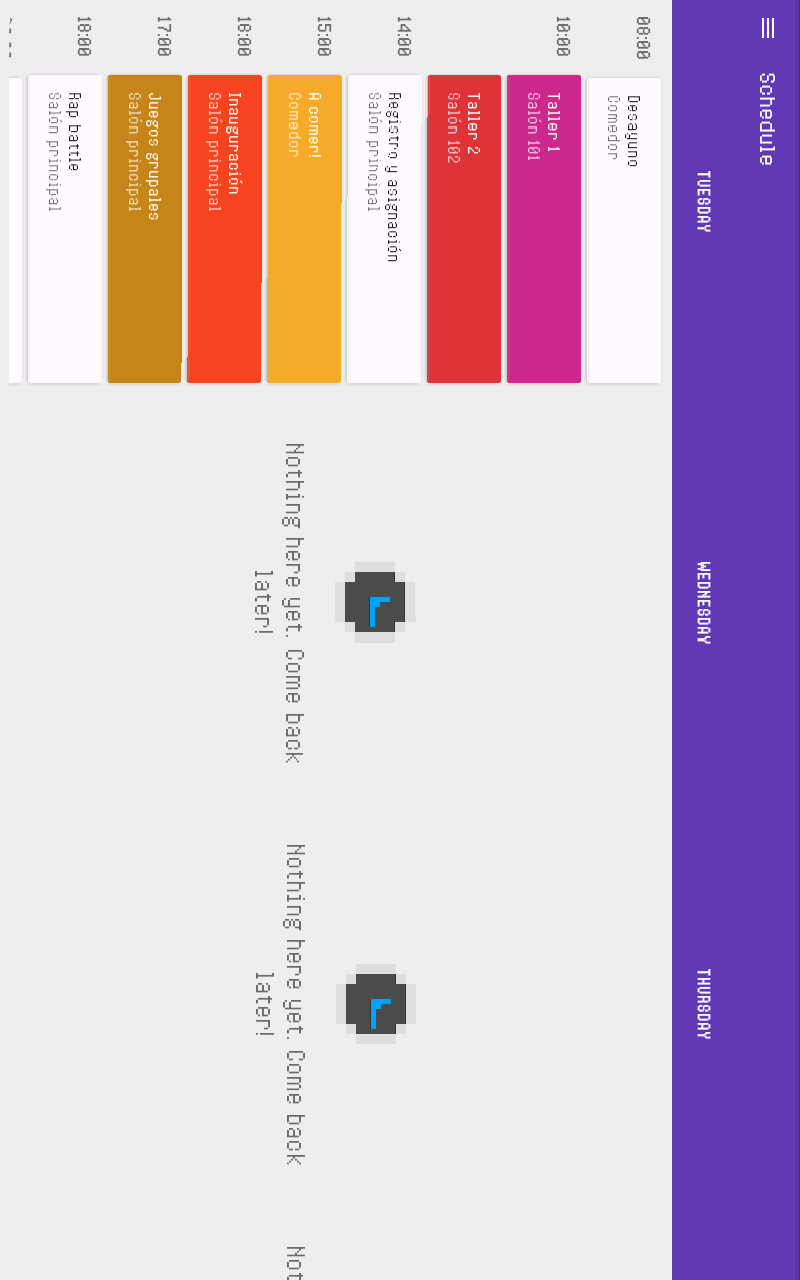 Schedule
TUESDAY
WEDNESDAY
THURSDAY
08:00
Desayuno
Comedor
10:00
Taller 1
Salón 101
Taller 2
Salón 102
14:00
Registro y asignación
Salón principal
15:00
A comer!
Comedor
16:00
Inauguración
Salón principal
17:00
Juegos grupales
Salón principal
18:00
Rap battle
Salón principal
Nothing here yet. Come back
later!
Nothing here yet. Come back
later!
Not